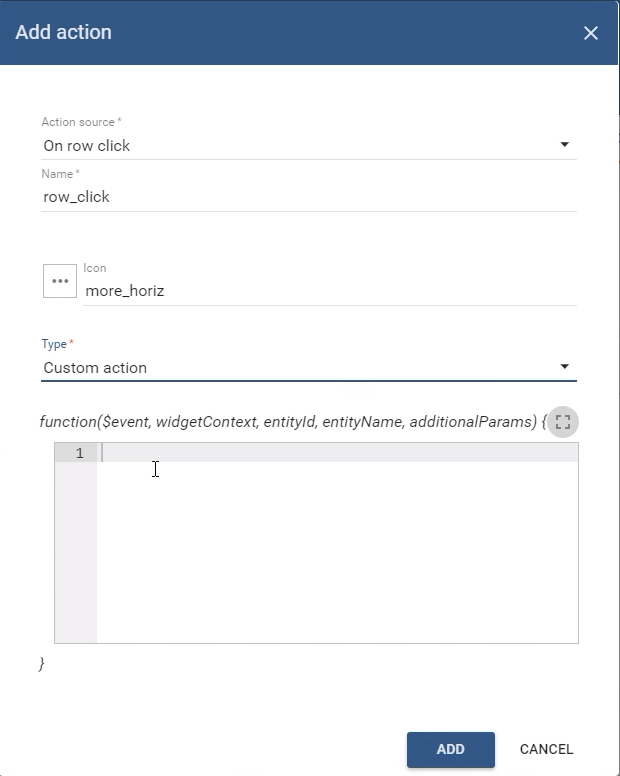 Add action
Action source *
On row click
Name *
row_click
Icon
more_horiz
Type *
Custom action
function($event, widgetContext, entityId, entityName, additionalParams) {
1
}
ADD CANCEL